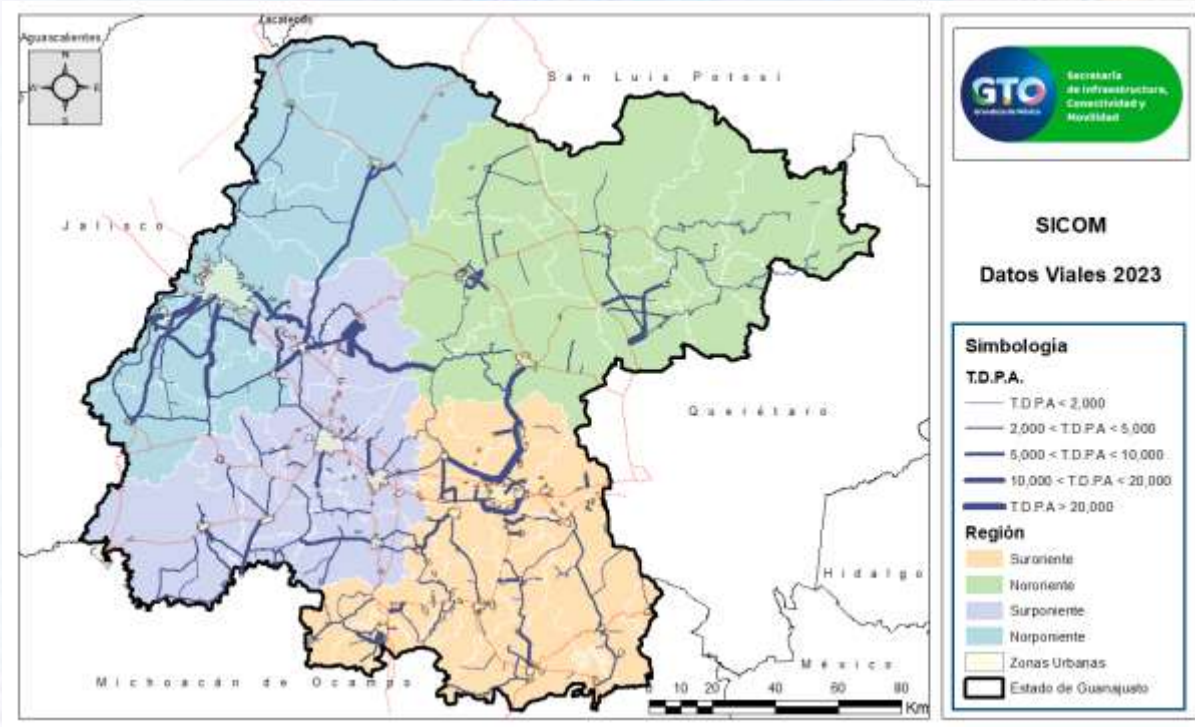 Zacatecas
Aguascalientes
N
W
E
S
San Luis Potosí
Jalisco
Querétaro
Hidalgo
México
Michoacán de Ocampo
0 10 20 40 60 80
Km
GTO
Secretaría
de Infraestructura,
Conectividad y
Movilidad
SICOM
Datos Viales 2023
Simbología
T.D.P.A.
T.D.P.A < 2,000
2,000 < T.D.P.A < 5,000
5,000 < T.D.P.A < 10,000
10,000 < T.D.P.A < 20,000
T.D.P.A > 20,000
Región
Suroriente
Nororiente
Surponiente
Norponiente
Zonas Urbanas
Estado de Guanajuato